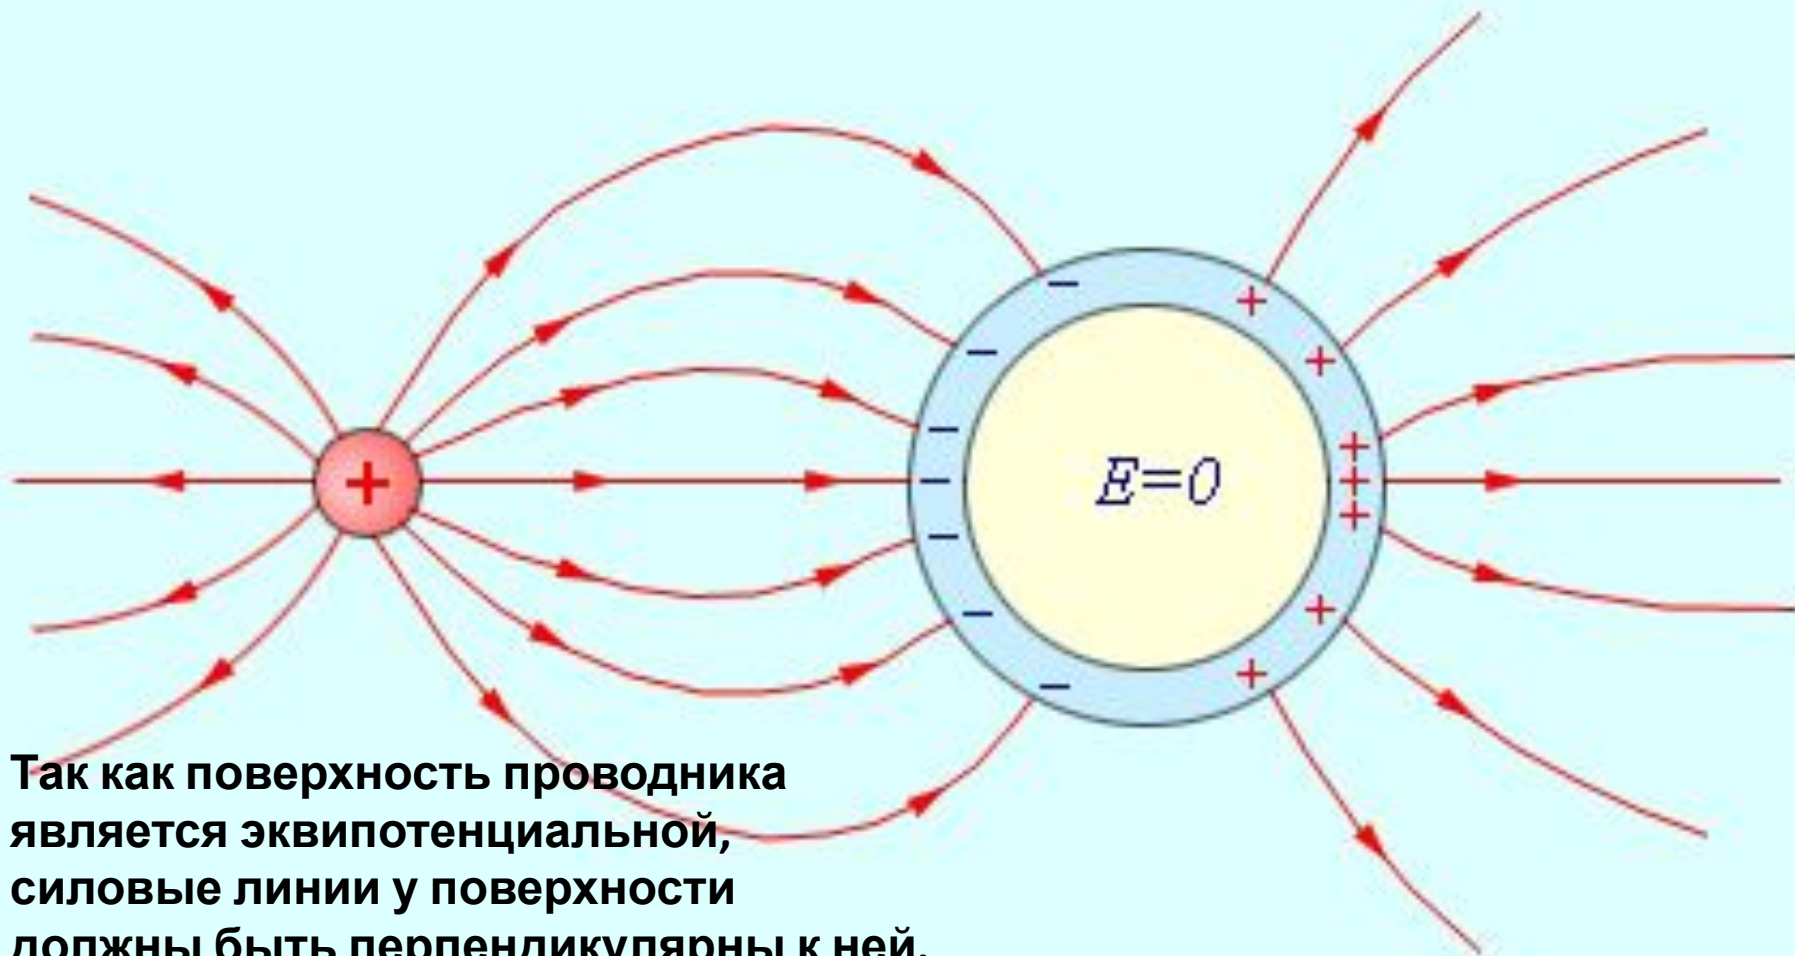 − +
− +
− +
+ − E=0 +
− +
− +
− +
Так как поверхность проводника
является эквипотенциальной,
силовые линии у поверхности
должны быть перпендикулярны к ней.